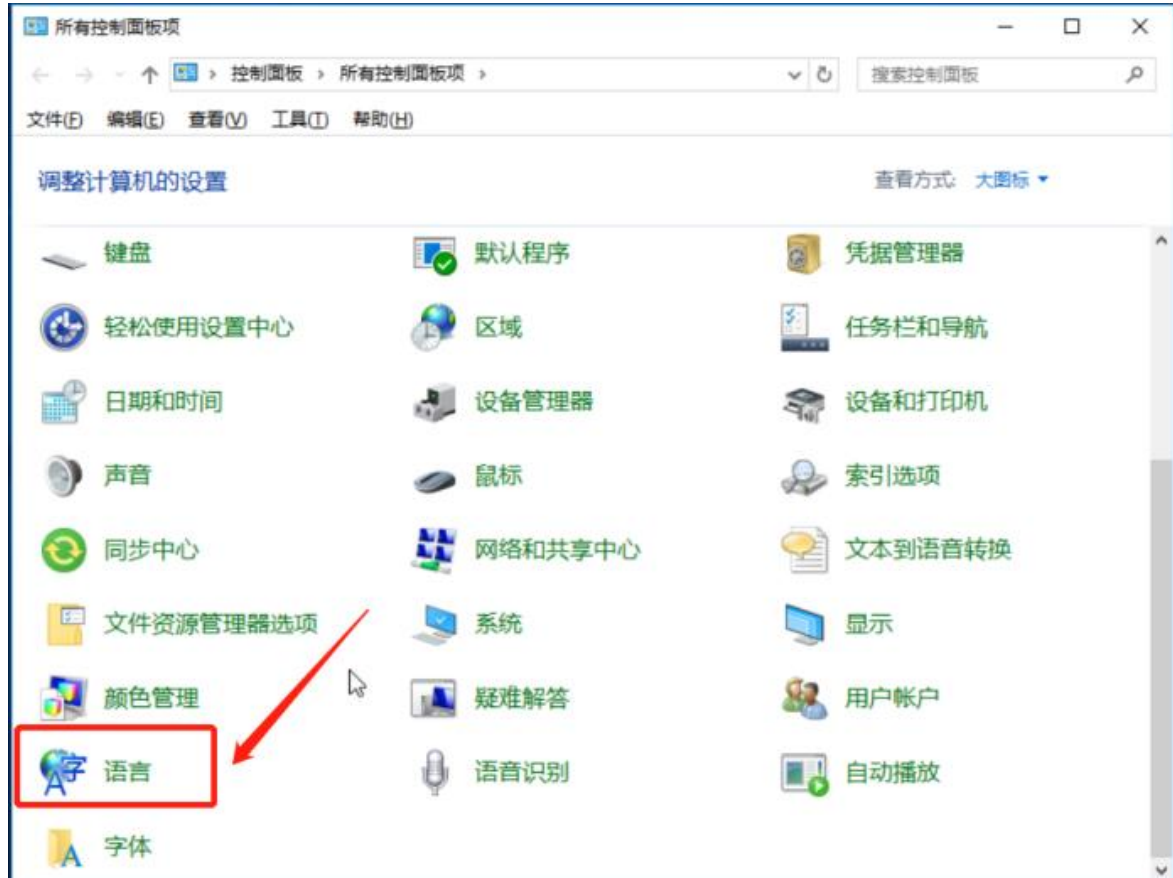 所有控制面板项
控制面板 › 所有控制面板项 › 搜索控制面板
文件(F) 编辑(E) 查看(V) 工具(T) 帮助(H)
调整计算机的设置 查看方式: 大图标
键盘 默认程序 凭据管理器
轻松使用设置中心 区域 任务栏和导航
日期和时间 设备管理器 设备和打印机
声音 鼠标 索引选项
同步中心 网络和共享中心 文本到语音转换
文件资源管理器选项 系统 显示
颜色管理 疑难解答 用户帐户
语言 语音识别 自动播放
字体